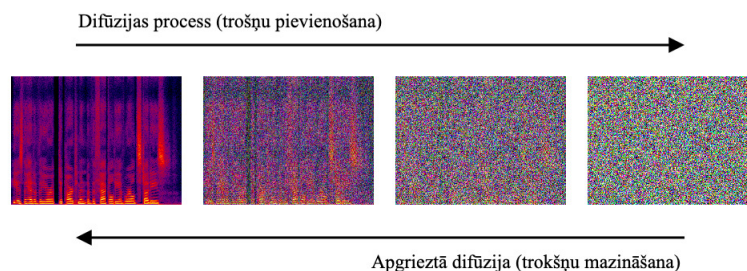 Difūzijas process (trošņu pievienošana)
Apgrieztā difūzija (trokšņu mazināšana)